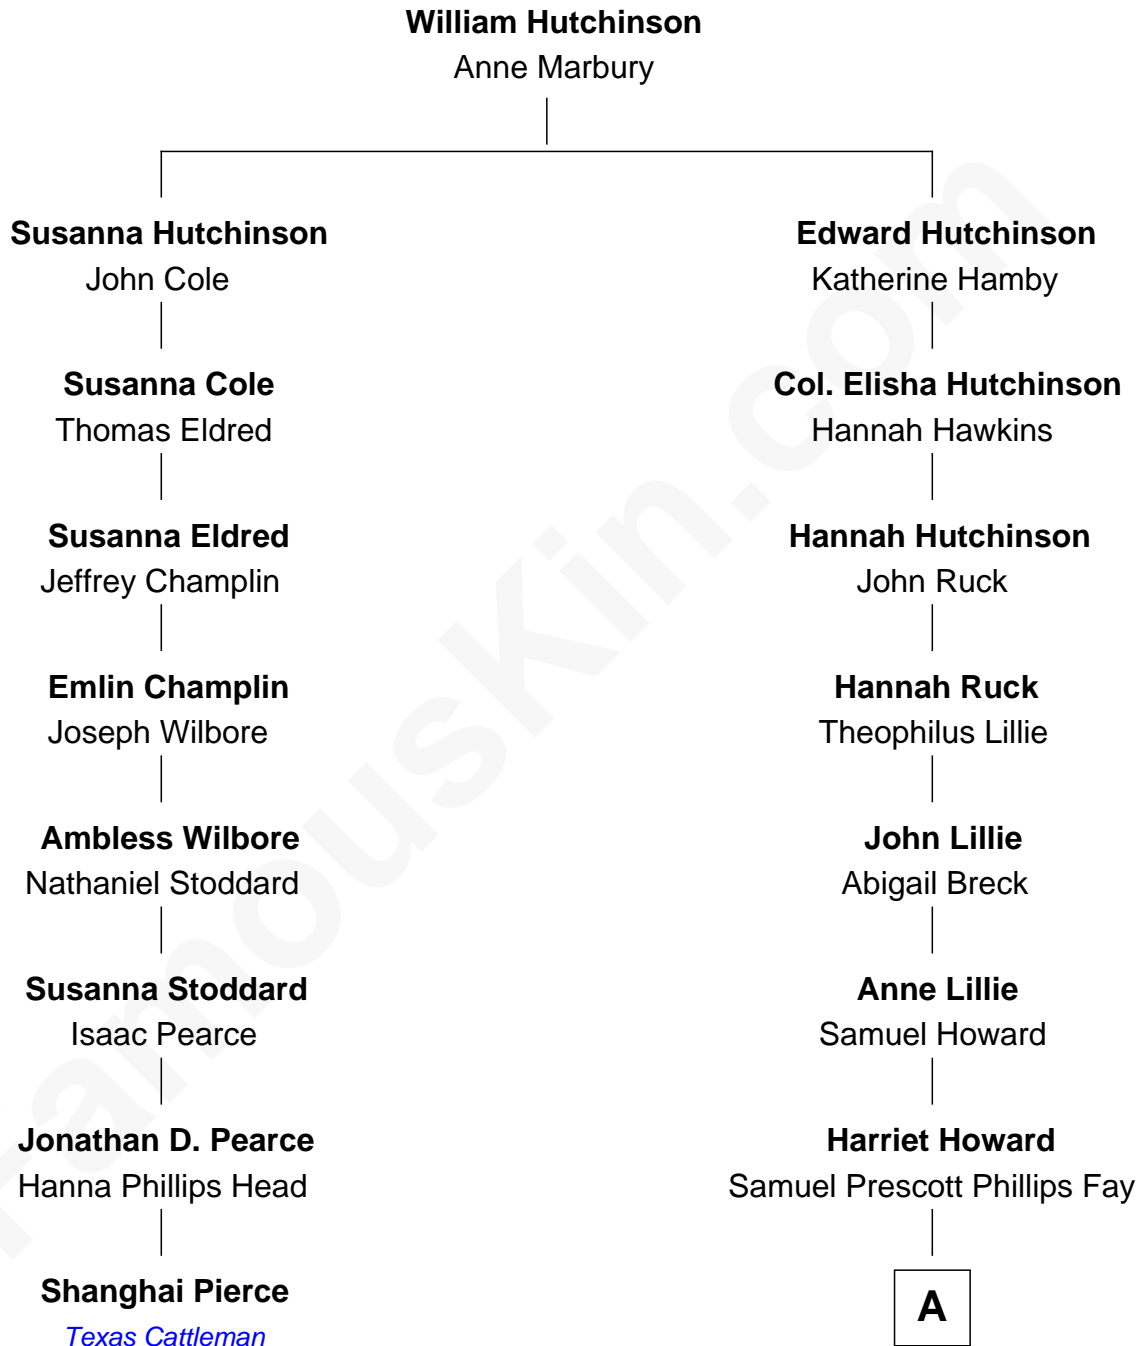 William Hutchinson
Anne Marbury
Susanna Hutchinson
John Cole
Susanna Cole
Thomas Eldred
Susanna Eldred
Jeffrey Champlin
Emlin Champlin
Joseph Wilbore
Ambless Wilbore
Nathaniel Stoddard
Susanna Stoddard
Isaac Pearce
Jonathan D. Pearce
Hanna Phillips Head
Shanghai Pierce
Texas Cattleman
Edward Hutchinson
Katherine Hamby
Col. Elisha Hutchinson
Hannah Hawkins
Hannah Hutchinson
John Ruck
Hannah Ruck
Theophilus Lillie
John Lillie
Abigail Breck
Anne Lillie
Samuel Howard
Harriet Howard
Samuel Prescott Phillips Fay
A
FamousKin.com